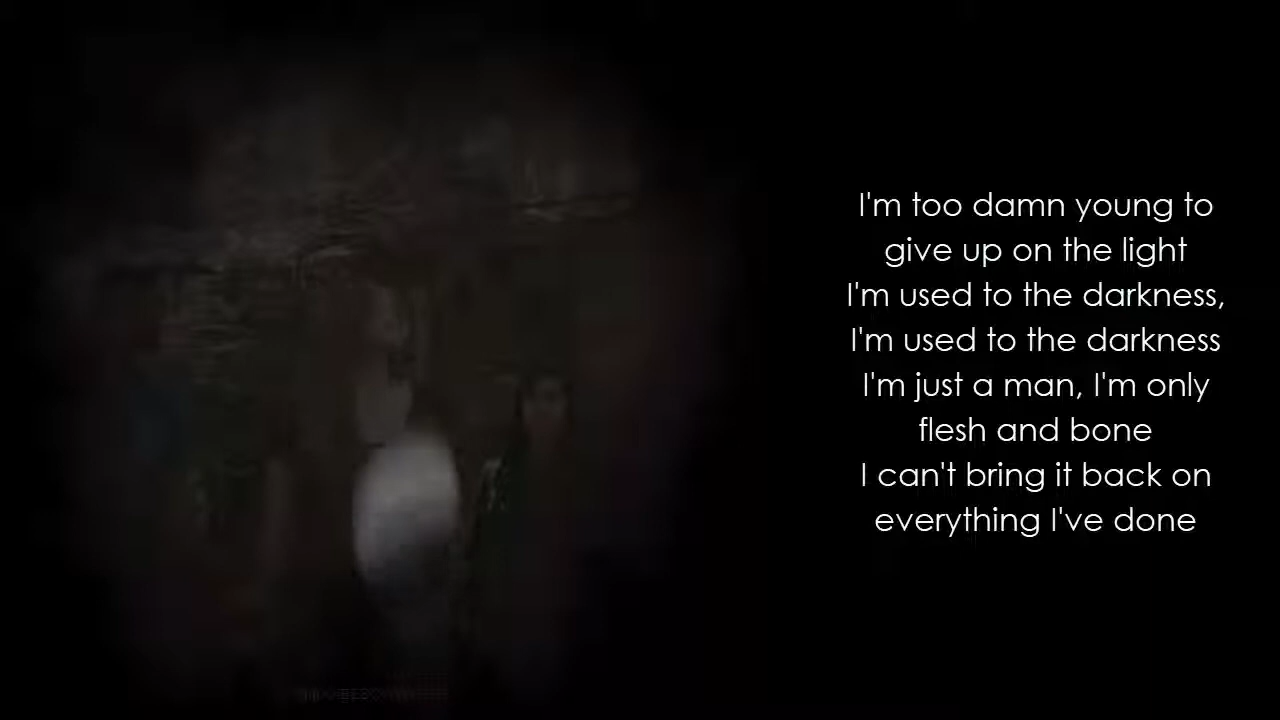 I'm too damn young to
give up on the light
I'm used to the darkness,
I'm used to the darkness
I'm just a man, I'm only
flesh and bone
I can't bring it back on
everything I've done